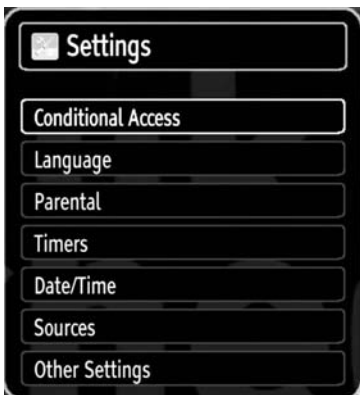 Settings
Conditional Access
Language
Parental
Timers
Date/Time
Sources
Other Settings